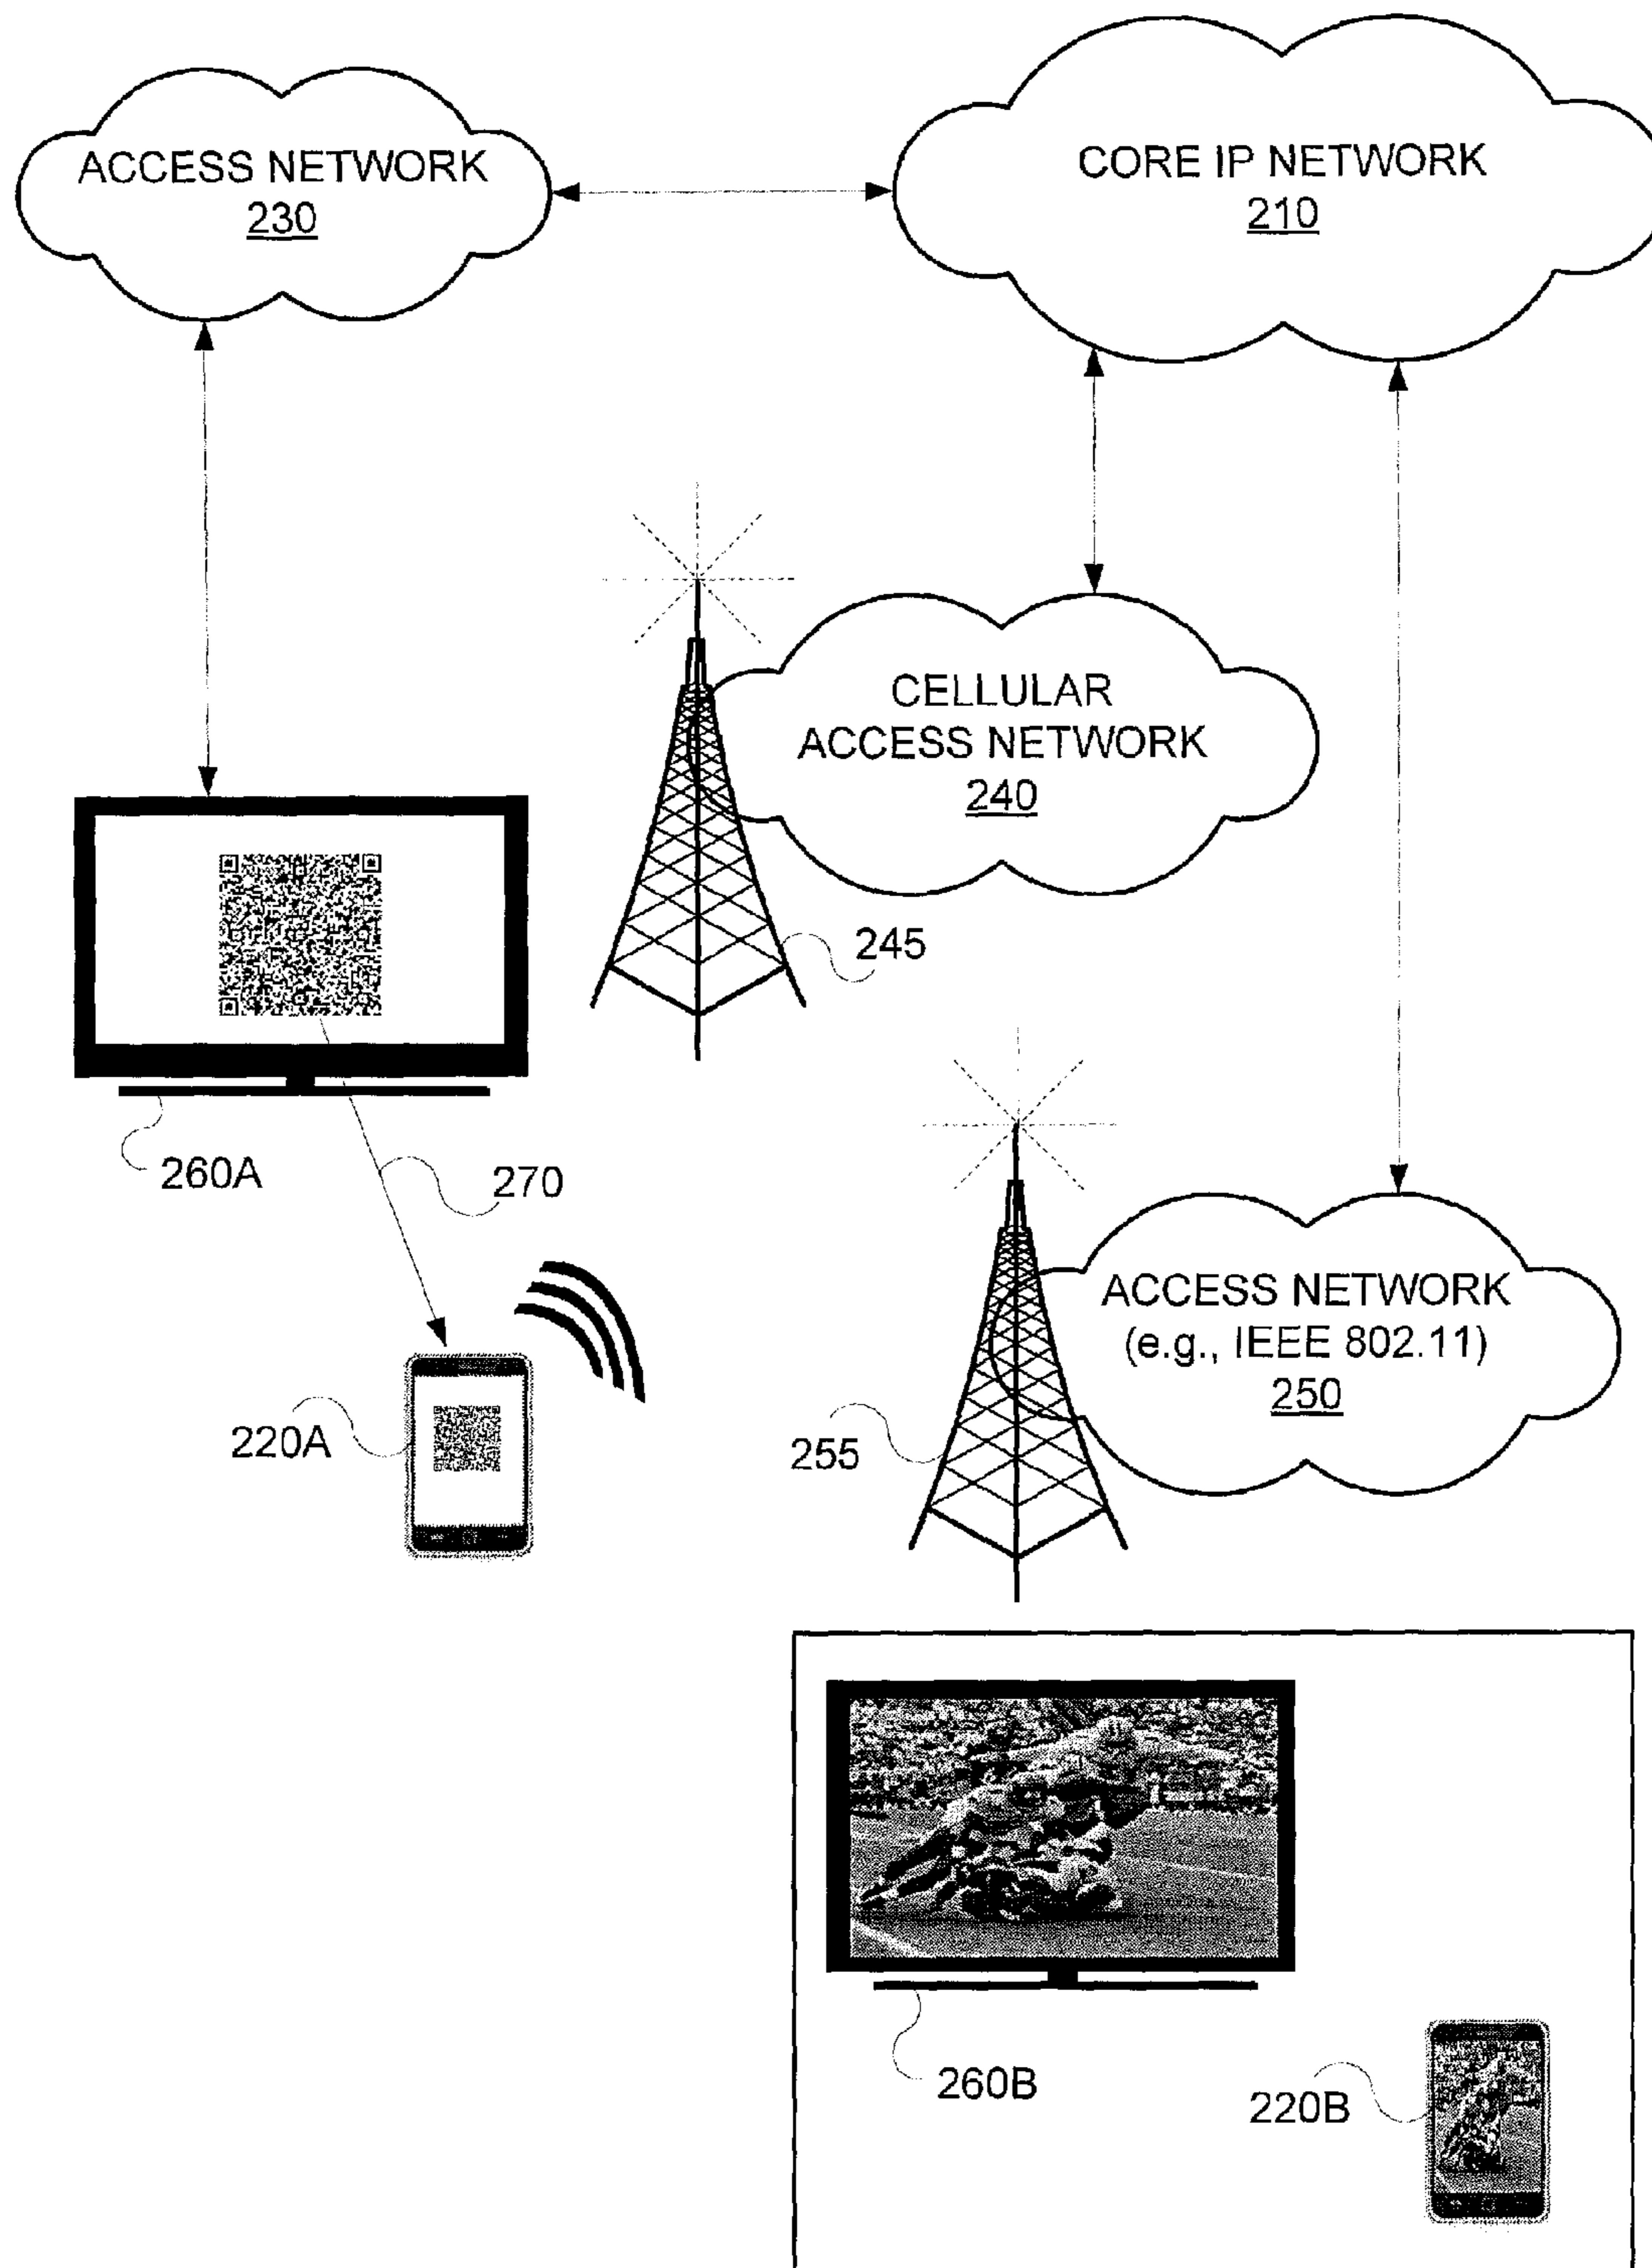 ACCESS NETWORK
230
CORE IP NETWORK
210
CELLULAR
ACCESS NETWORK
240
245
260A
270
ACCESS NETWORK
(e.g., IEEE 802.11)
250
220A
255
260B
220B